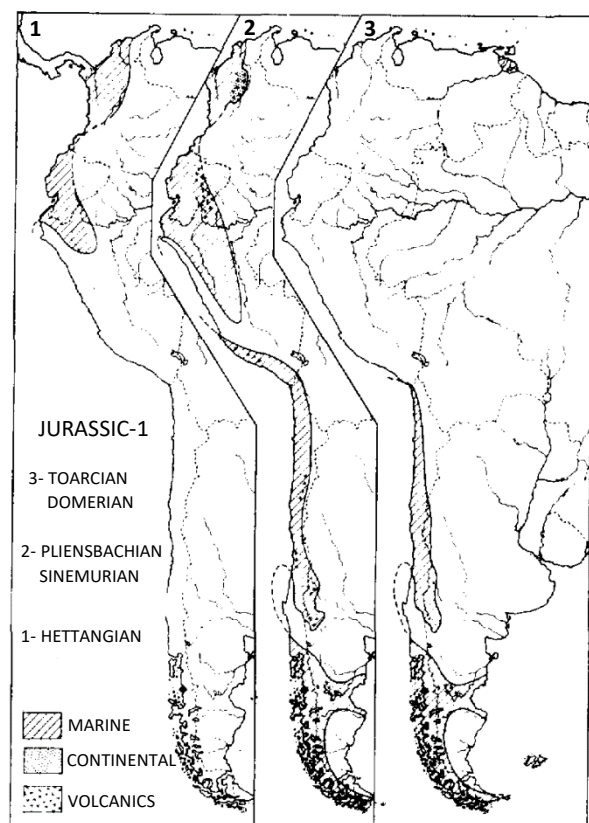 1
2
3
JURASSIC-1
3- TOARCIAN
DOMERIAN
2- PLIENSBACHIAN
SINEMURIAN
1- HETTANGIAN
MARINE
CONTINENTAL
VOLCANICS